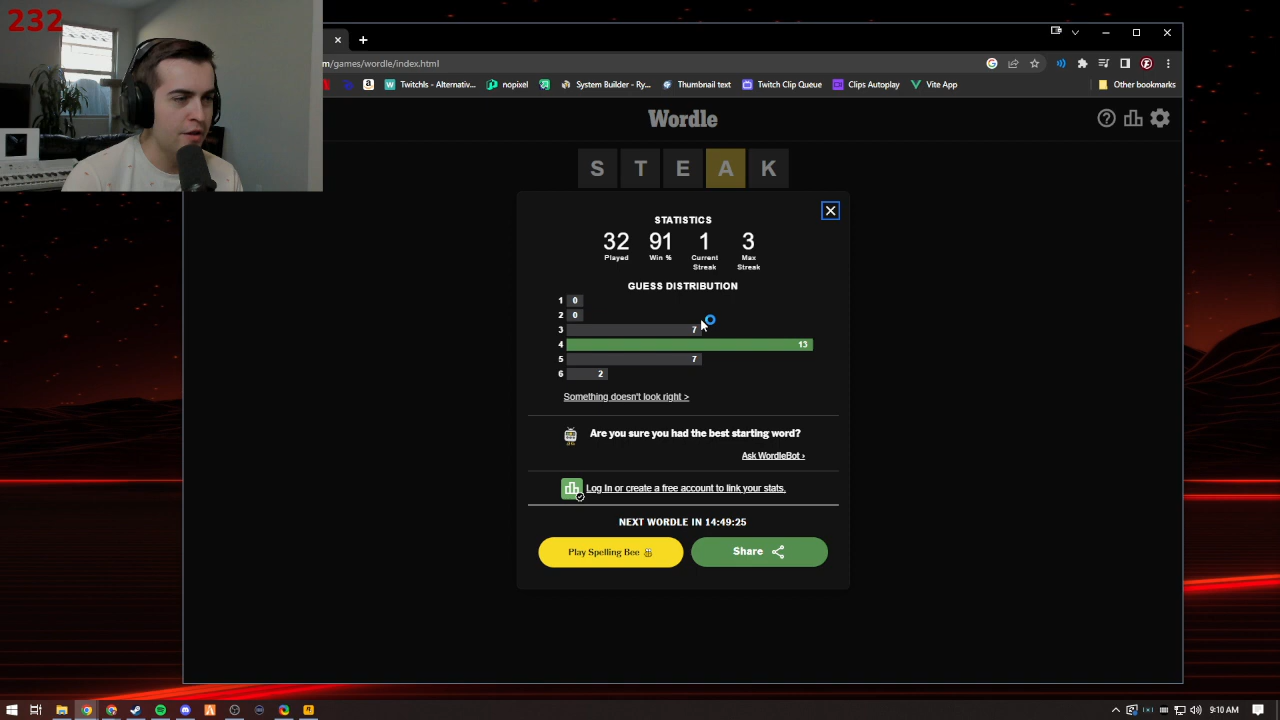 232
m/games/wordle/index.html
Twitchls - Alternativ...
nopixel
System Builder - Ry...
Thumbnail text
Twitch Clip Queue
Clips Autoplay
Vite App
Other bookmarks
Wordle
STEAK
STATISTICS
32 91 1 3
Played Win % Current Streak Max Streak
GUESS DISTRIBUTION
1 0
2 0
3 7
4 13
5 7
6 2
Something doesn't look right >
Are you sure you had the best starting word?
Ask WordleBot ›
Log In or create a free account to link your stats.
NEXT WORDLE IN 14:49:25
Play Spelling Bee
Share
9:10 AM